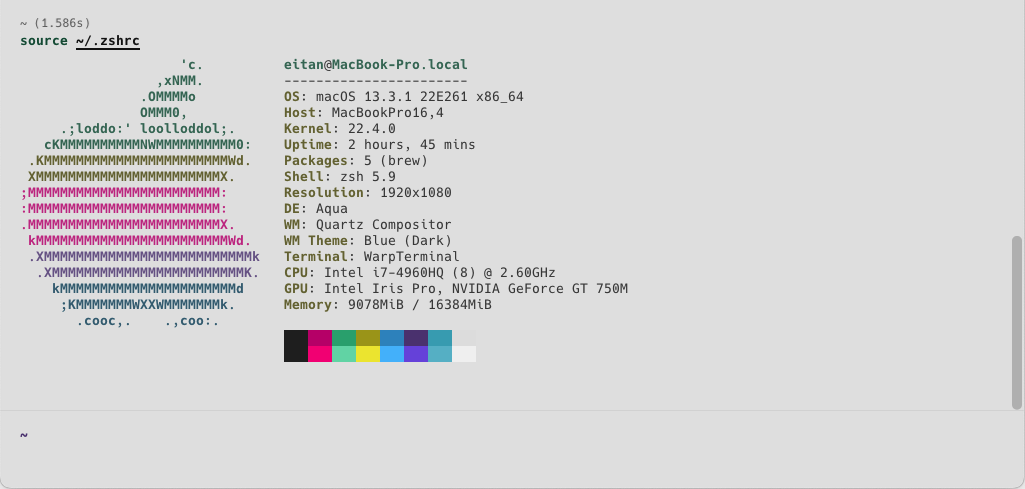 ~ (1.586s)
source ~/.zshrc
'c.
,xNMM.
.OMMMMo
OMMM0,
.;loddo:' loolloddol;.
cKMMMMMMMMMMNWMMMMMMMMMM0:
.KMMMMMMMMMMMMMMMMMMMMMMMWd.
XMMMMMMMMMMMMMMMMMMMMMMMX.
;MMMMMMMMMMMMMMMMMMMMMMMM:
:MMMMMMMMMMMMMMMMMMMMMMMM:
.MMMMMMMMMMMMMMMMMMMMMMMMX.
kMMMMMMMMMMMMMMMMMMMMMMMMWd.
.XMMMMMMMMMMMMMMMMMMMMMMMMMMk
.XMMMMMMMMMMMMMMMMMMMMMMMMK.
kMMMMMMMMMMMMMMMMMMMMMMd
;KMMMMMMMWXXWMMMMMMMk.
.cooc,.    .,coo:.
eitan@MacBook-Pro.local
-----------------------
OS: macOS 13.3.1 22E261 x86_64
Host: MacBookPro16,4
Kernel: 22.4.0
Uptime: 2 hours, 45 mins
Packages: 5 (brew)
Shell: zsh 5.9
Resolution: 1920x1080
DE: Aqua
WM: Quartz Compositor
WM Theme: Blue (Dark)
Terminal: WarpTerminal
CPU: Intel i7-4960HQ (8) @ 2.60GHz
GPU: Intel Iris Pro, NVIDIA GeForce GT 750M
Memory: 9078MiB / 16384MiB
~